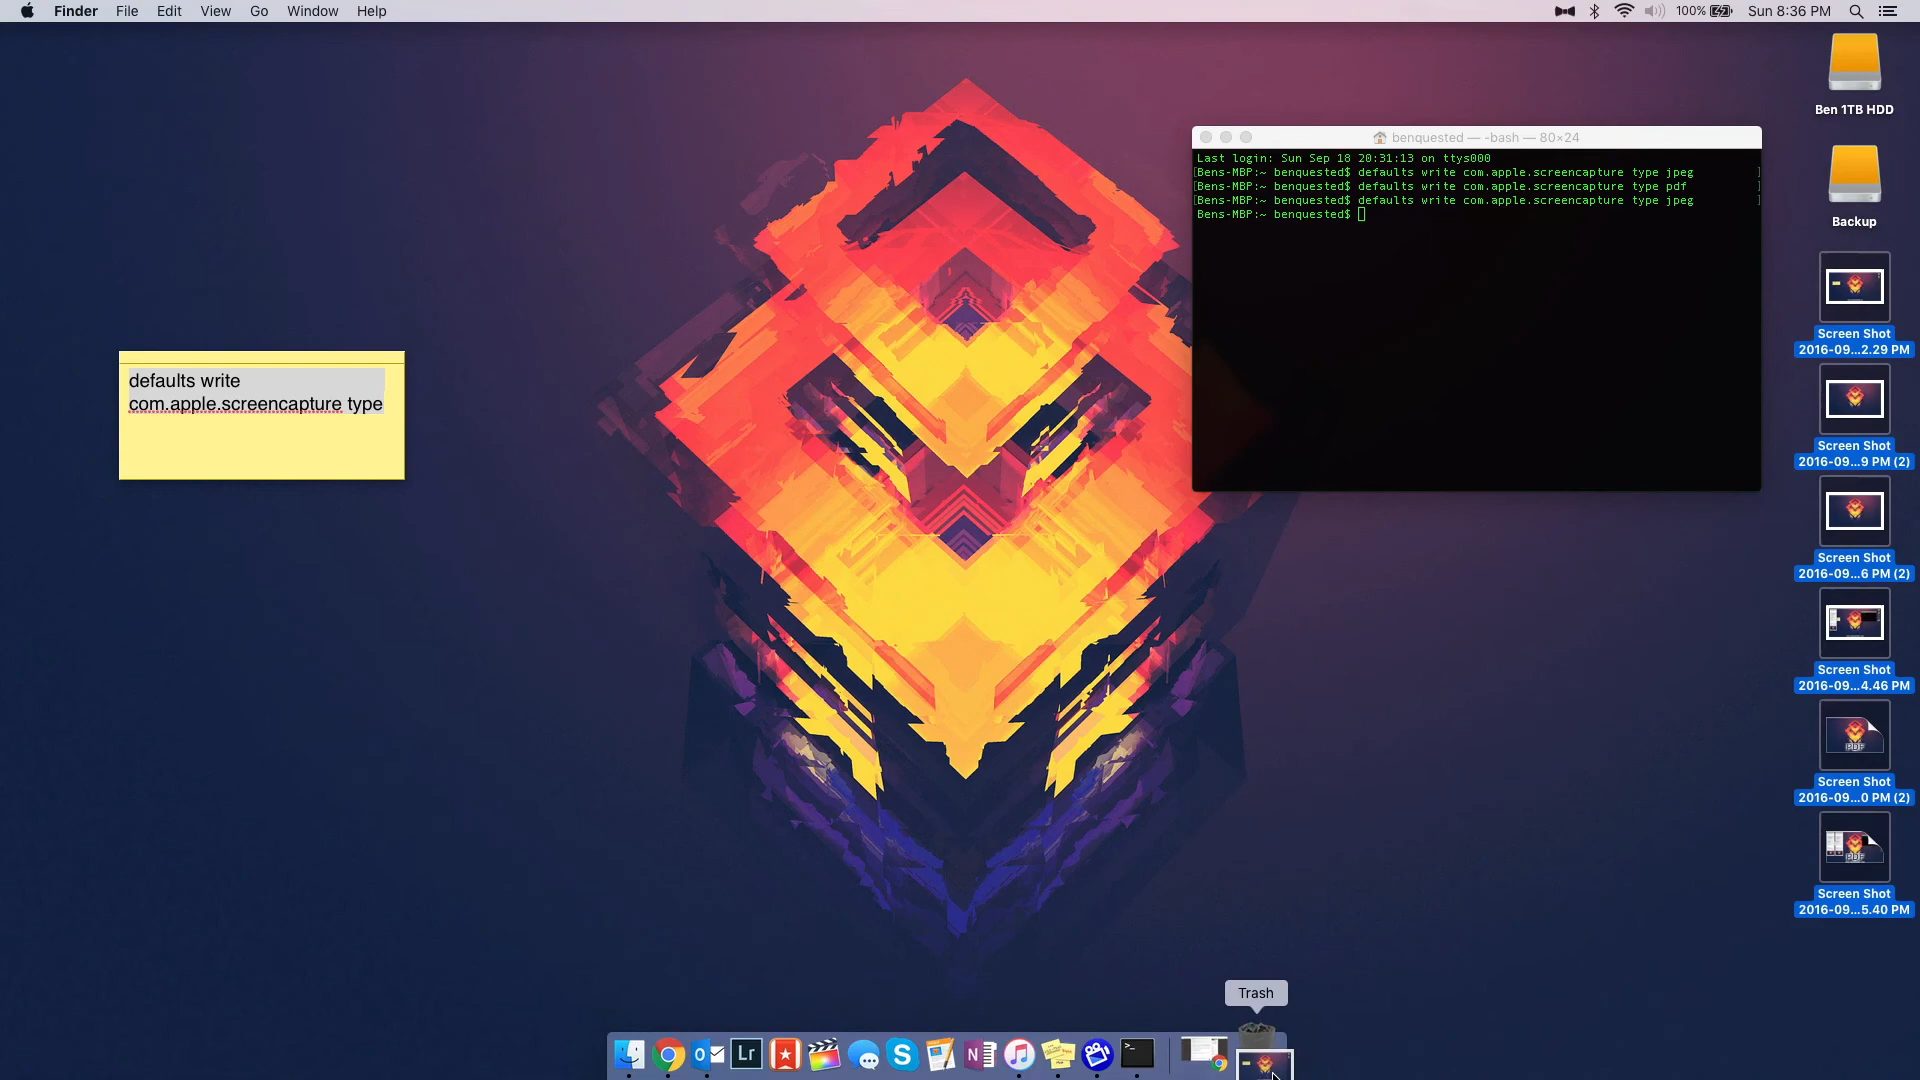 Finder File Edit View Go Window Help
100% Sun 8:36 PM
Ben 1TB HDD
Backup
benquested — -bash — 80×24
Last login: Sun Sep 18 20:31:13 on ttys000
[Bens-MBP:~ benquested$ defaults write com.apple.screencapture type jpeg ]
[Bens-MBP:~ benquested$ defaults write com.apple.screencapture type pdf ]
[Bens-MBP:~ benquested$ defaults write com.apple.screencapture type jpeg ]
Bens-MBP:~ benquested$
defaults write
com.apple.screencapture type
Screen Shot
2016-09...2.29 PM
Screen Shot
2016-09...9 PM (2)
Screen Shot
2016-09...6 PM (2)
Screen Shot
2016-09...4.46 PM
PDF
Screen Shot
2016-09...0 PM (2)
PDF
Screen Shot
2016-09...5.40 PM
Trash
Lr